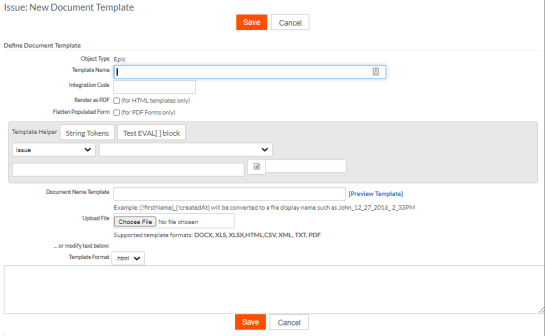 Issue: New Document Template
Save Cancel
Define Document Template
Object Type Epic
Template Name
Integration Code
Render as PDF (for HTML templates only)
Flatten Populated Form (for PDF Forms only)
Template Helper String Tokens Test EVAL[ ] block
Issue
Document Name Template [Preview Template]
Example: {!firstName}_{!createdAt} will be converted to a file display name such as John_12_27_2016_2_33PM
Upload File Choose File No file chosen
Supported template formats: DOCX, XLS, XLSX,HTML,CSV, XML, TXT, PDF
... or modify text below:
Template Format .html
Save Cancel